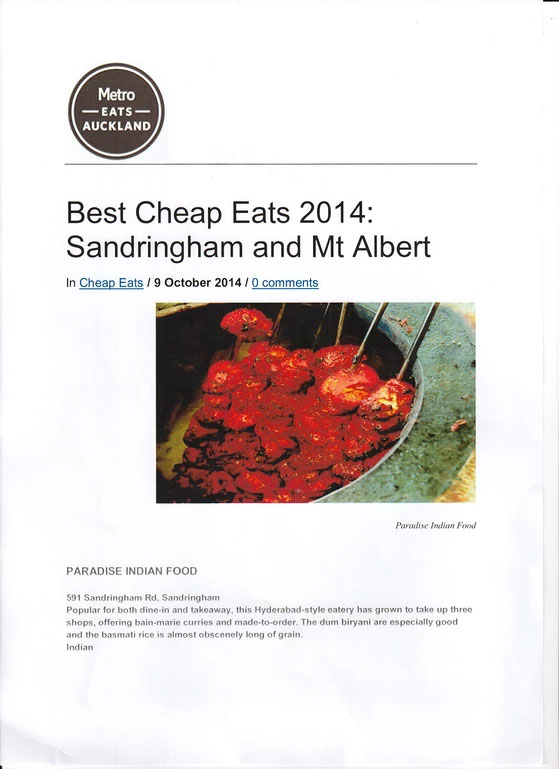 Metro
EATS
AUCKLAND
Best Cheap Eats 2014:
Sandringham and Mt Albert
In Cheap Eats / 9 October 2014 / 0 comments
Paradise Indian Food
PARADISE INDIAN FOOD
591 Sandringham Rd, Sandringham
Popular for both dine-in and takeaway, this Hyderabad-style eatery has grown to take up three
shops, offering bain-marie curries and made-to-order. The dum biryani are especially good
and the basmati rice is almost obscenely long of grain.
Indian